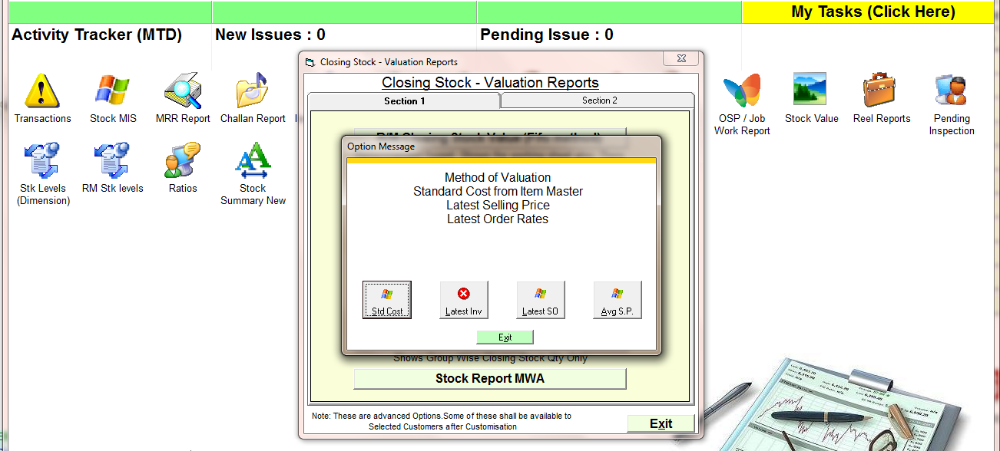 My Tasks (Click Here)
Activity Tracker (MTD)
New Issues : 0
Pending Issue : 0
Closing Stock - Valuation Reports
Closing Stock - Valuation Reports
Section 1
Section 2
Transactions
Stock MIS
MRR Report
Challan Report
OSP / Job
Work Report
Stock Value
Reel Reports
Pending
Inspection
Stk Levels
(Dimension)
RM Stk levels
Ratios
Stock
Summary New
R/M Closing Stock Value (Fifo method)
Option Message
Method of Valuation
Standard Cost from Item Master
Latest Selling Price
Latest Order Rates
Std Cost
Latest Inv
Latest SO
Avg S.P.
Exit
Shows Group Wise Closing Stock Qty Only
Stock Report MWA
Note: These are advanced Options.Some of these shall be available to
Selected Customers after Customisation
Exit